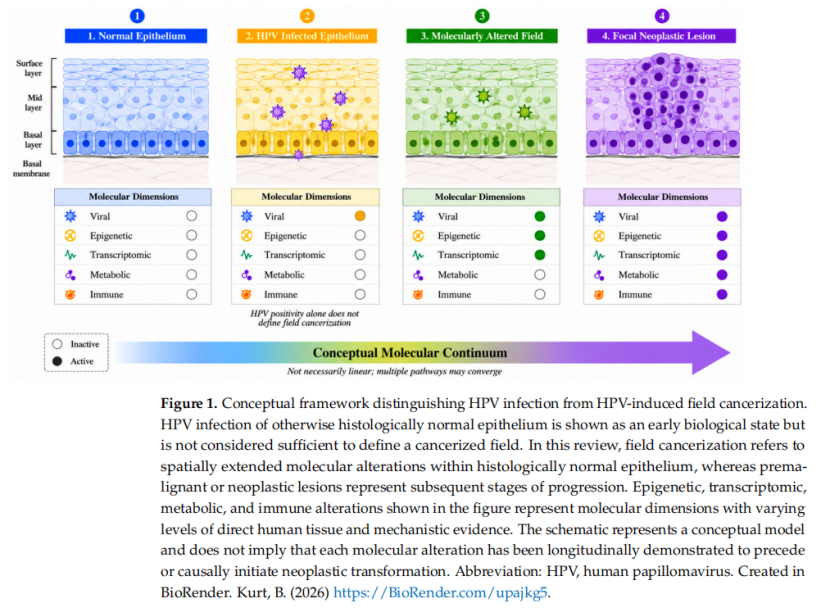 1
2
3
4
1. Normal Epithelium
2. HPV Infected Epithelium
3. Molecularly Altered Field
4. Focal Neoplastic Lesion
Surface
layer
Mid
layer
Basal
layer
Basal
membrane
Molecular Dimensions
Viral
Epigenetic
Transcriptomic
Metabolic
Immune
Molecular Dimensions
Viral
Epigenetic
Transcriptomic
Metabolic
Immune
HPV positivity alone does not
define field cancerization
Molecular Dimensions
Viral
Epigenetic
Transcriptomic
Metabolic
Immune
Molecular Dimensions
Viral
Epigenetic
Transcriptomic
Metabolic
Immune
Inactive
Active
Conceptual Molecular Continuum
Not necessarily linear; multiple pathways may converge
Figure 1. Conceptual framework distinguishing HPV infection from HPV-induced field cancerization.
HPV infection of otherwise histologically normal epithelium is shown as an early biological state but
is not considered sufficient to define a cancerized field. In this review, field cancerization refers to
spatially extended molecular alterations within histologically normal epithelium, whereas prema-
lignant or neoplastic lesions represent subsequent stages of progression. Epigenetic, transcriptomic,
metabolic, and immune alterations shown in the figure represent molecular dimensions with varying
levels of direct human tissue and mechanistic evidence. The schematic represents a conceptual model
and does not imply that each molecular alteration has been longitudinally demonstrated to precede
or causally initiate neoplastic transformation. Abbreviation: HPV, human papillomavirus. Created in
BioRender. Kurt, B. (2026) https://BioRender.com/upajkg5.